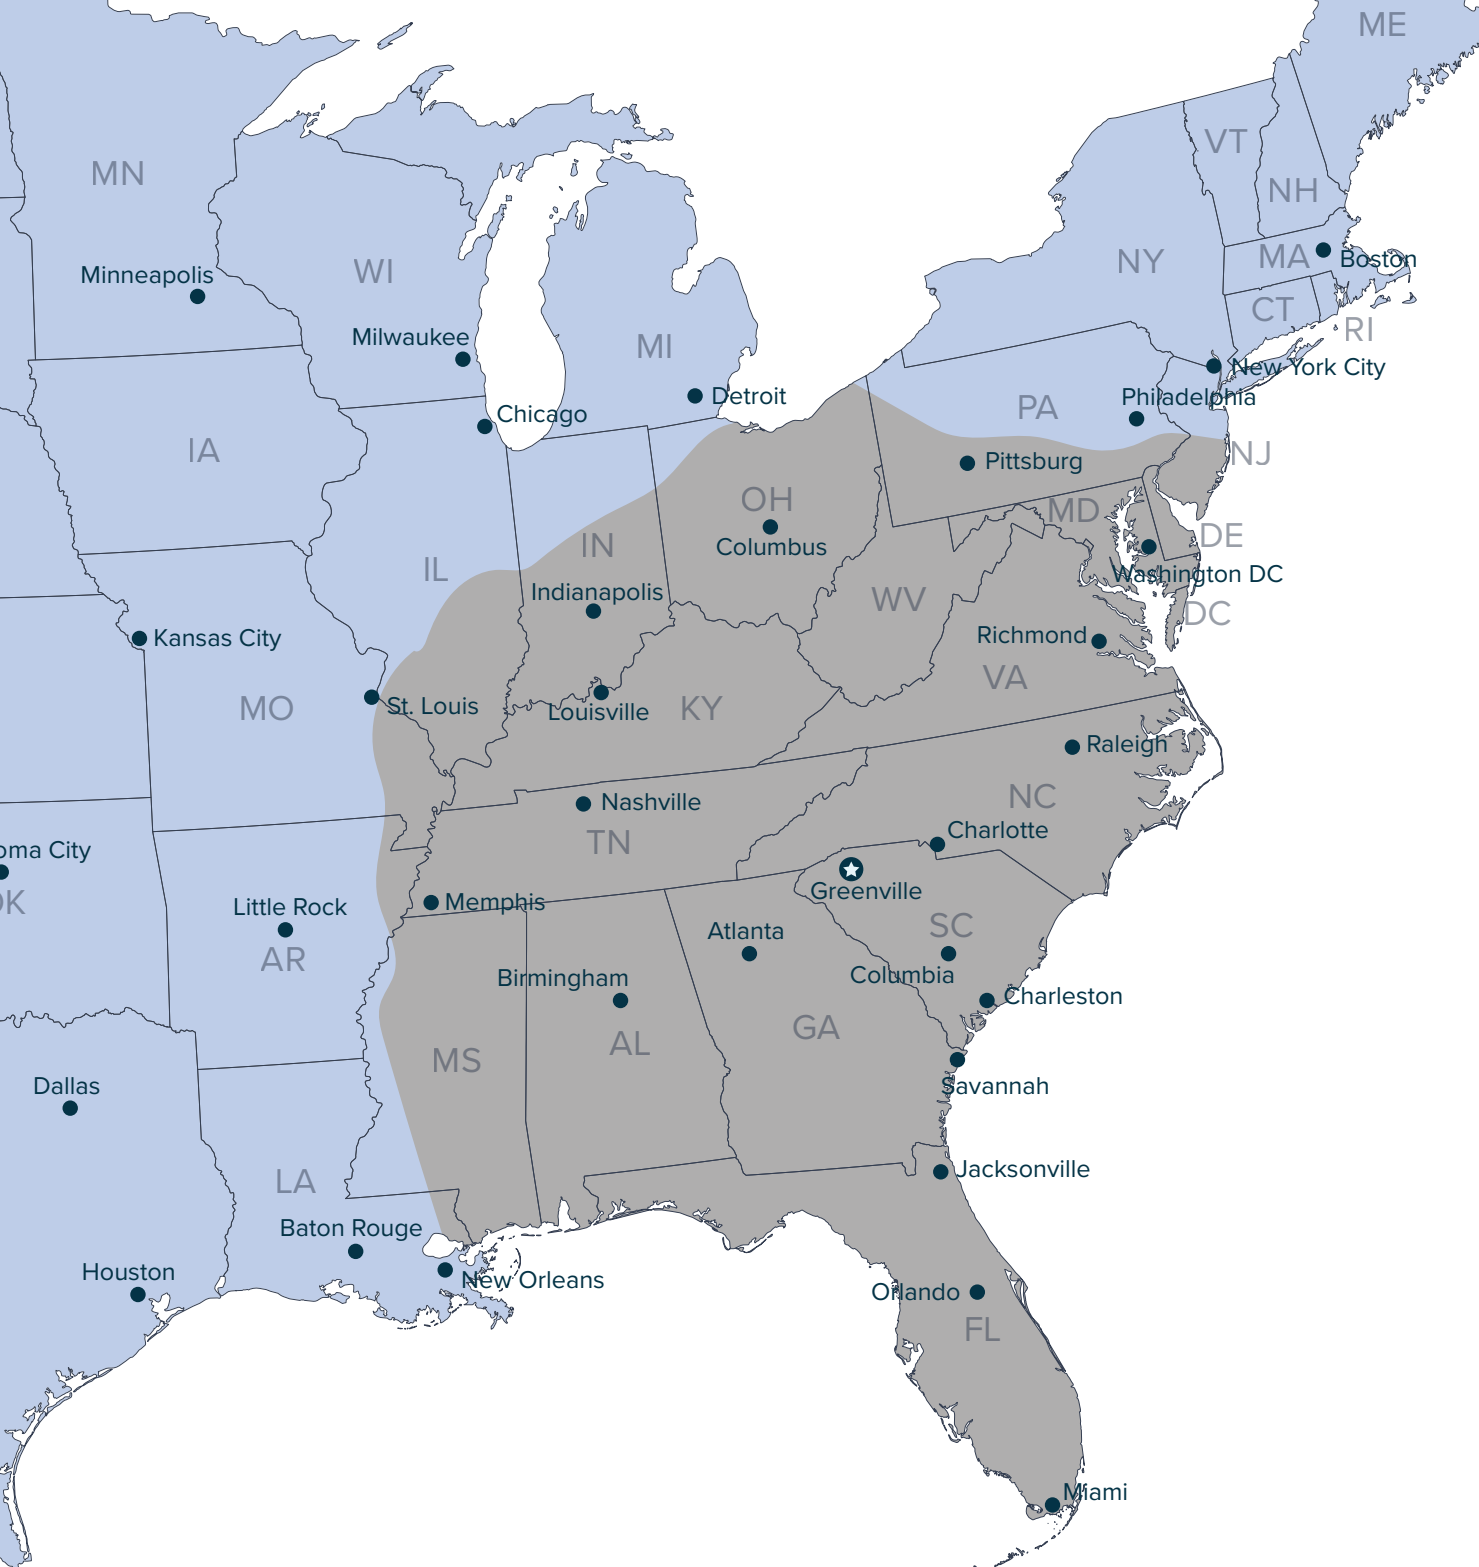 ME
VT
MN
NH
NY
MA
Boston
WI
Minneapolis
CT
RI
Milwaukee
MI
New York City
Detroit
Philadelphia
PA
Chicago
IA
NJ
Pittsburg
OH
MD
DE
IN
Columbus
IL
Washington DC
Indianapolis
WV
DC
Richmond
Kansas City
VA
MO
St. Louis
Louisville
KY
Raleigh
NC
Nashville
Charlotte
TN
oma City
Greenville
OK
Little Rock
Memphis
SC
Atlanta
AR
Birmingham
Columbia
Charleston
GA
AL
MS
Dallas
Savannah
Jacksonville
LA
Baton Rouge
Houston
New Orleans
Orlando
FL
Miami